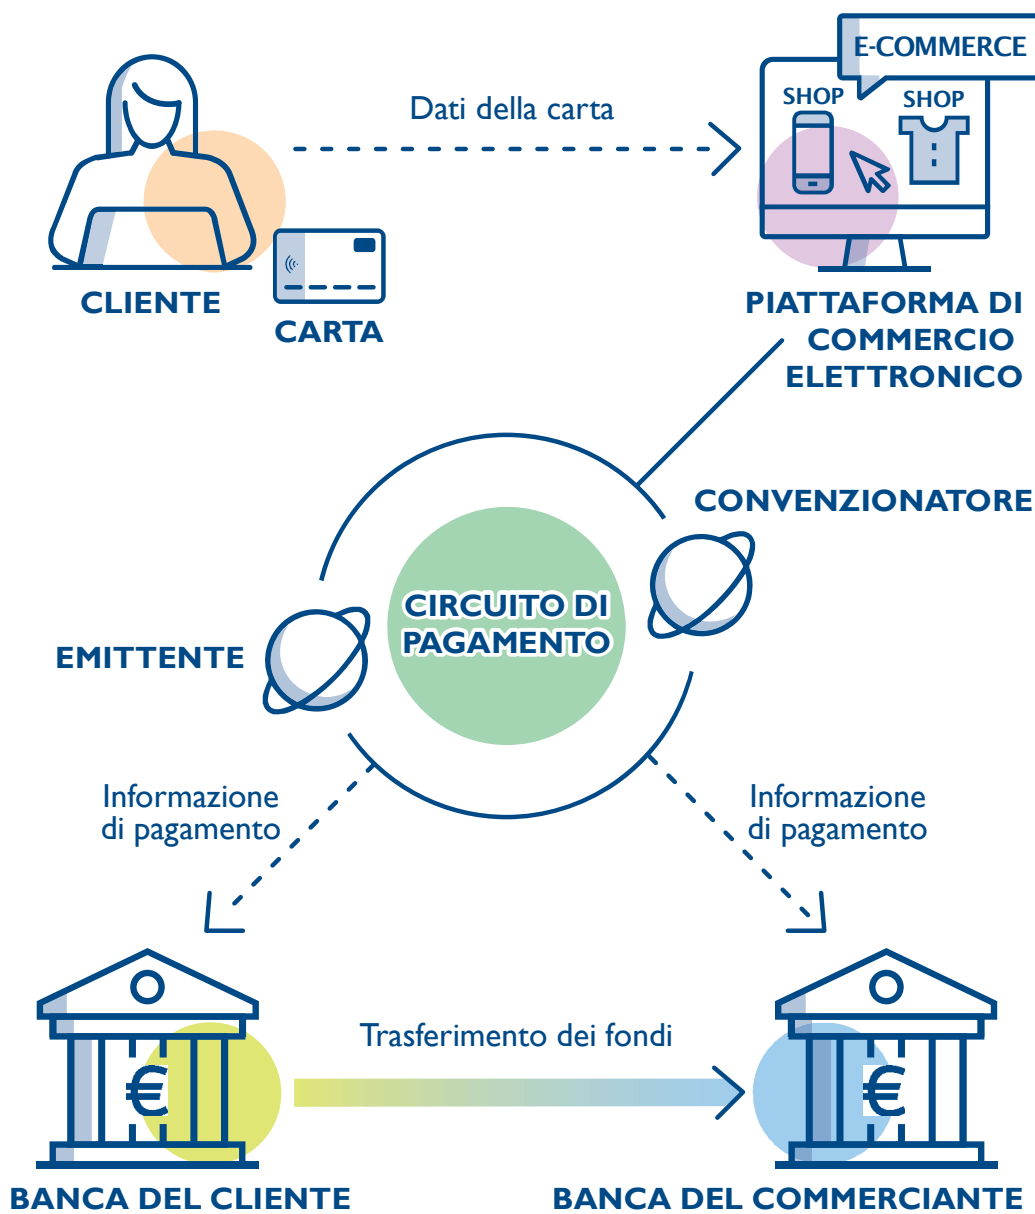 E-COMMERCE
SHOP
SHOP
Dati della carta
CLIENTE
CARTA
PIATTAFORMA DI
COMMERCIO
ELETTRONICO
CONVENZIONATORE
CIRCUITO DI
PAGAMENTO
EMITTENTE
Informazione
di pagamento
Informazione
di pagamento
Trasferimento dei fondi
€
€
BANCA DEL CLIENTE
BANCA DEL COMMERCIANTE